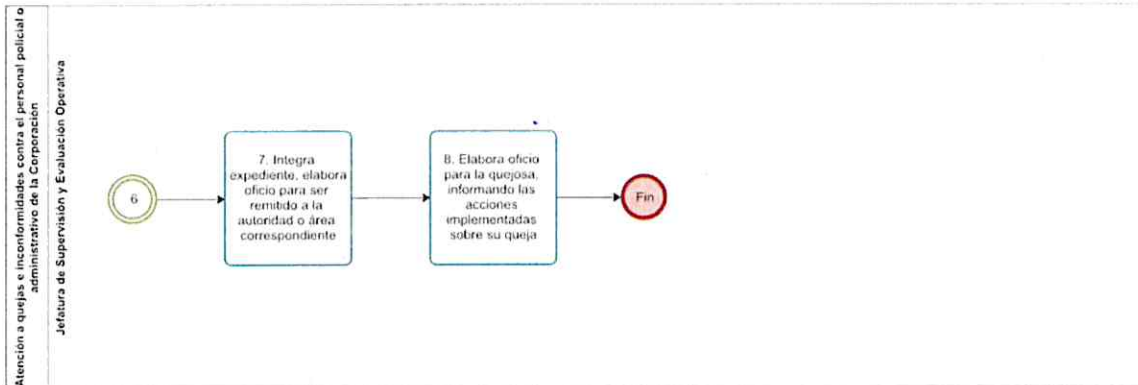 Atención a quejas e inconformidades contra el personal policial o
administrativo de la Corporación
Jefatura de Supervisión y Evaluación Operativa
6
7. Integra
expediente, elabora
oficio para ser
remitido a la
autoridad o área
correspondiente
8. Elabora oficio
para la quejosa,
informando las
acciones
implementadas
sobre su queja
Fin